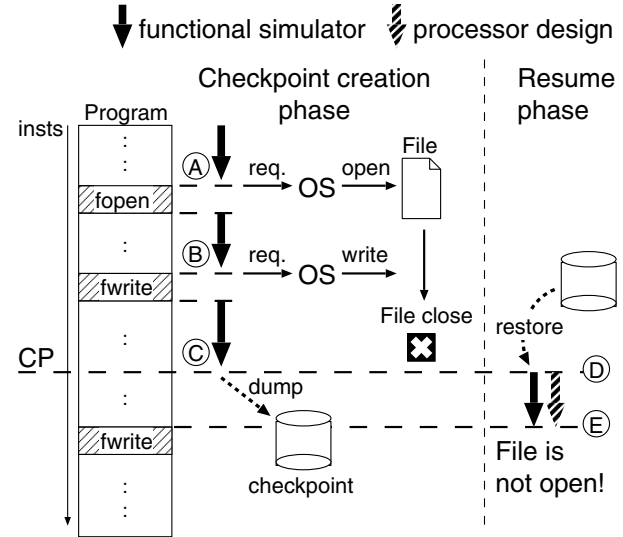 functional simulator processor design
Checkpoint creation phase
Resume phase
Program
insts
:
:
File
A
req.
OS
open
fopen
:
B
req.
OS
write
fwrite
File close
restore
:
:
C
CP
D
dump
:
fwrite
E
File is
not open!
checkpoint
:
: